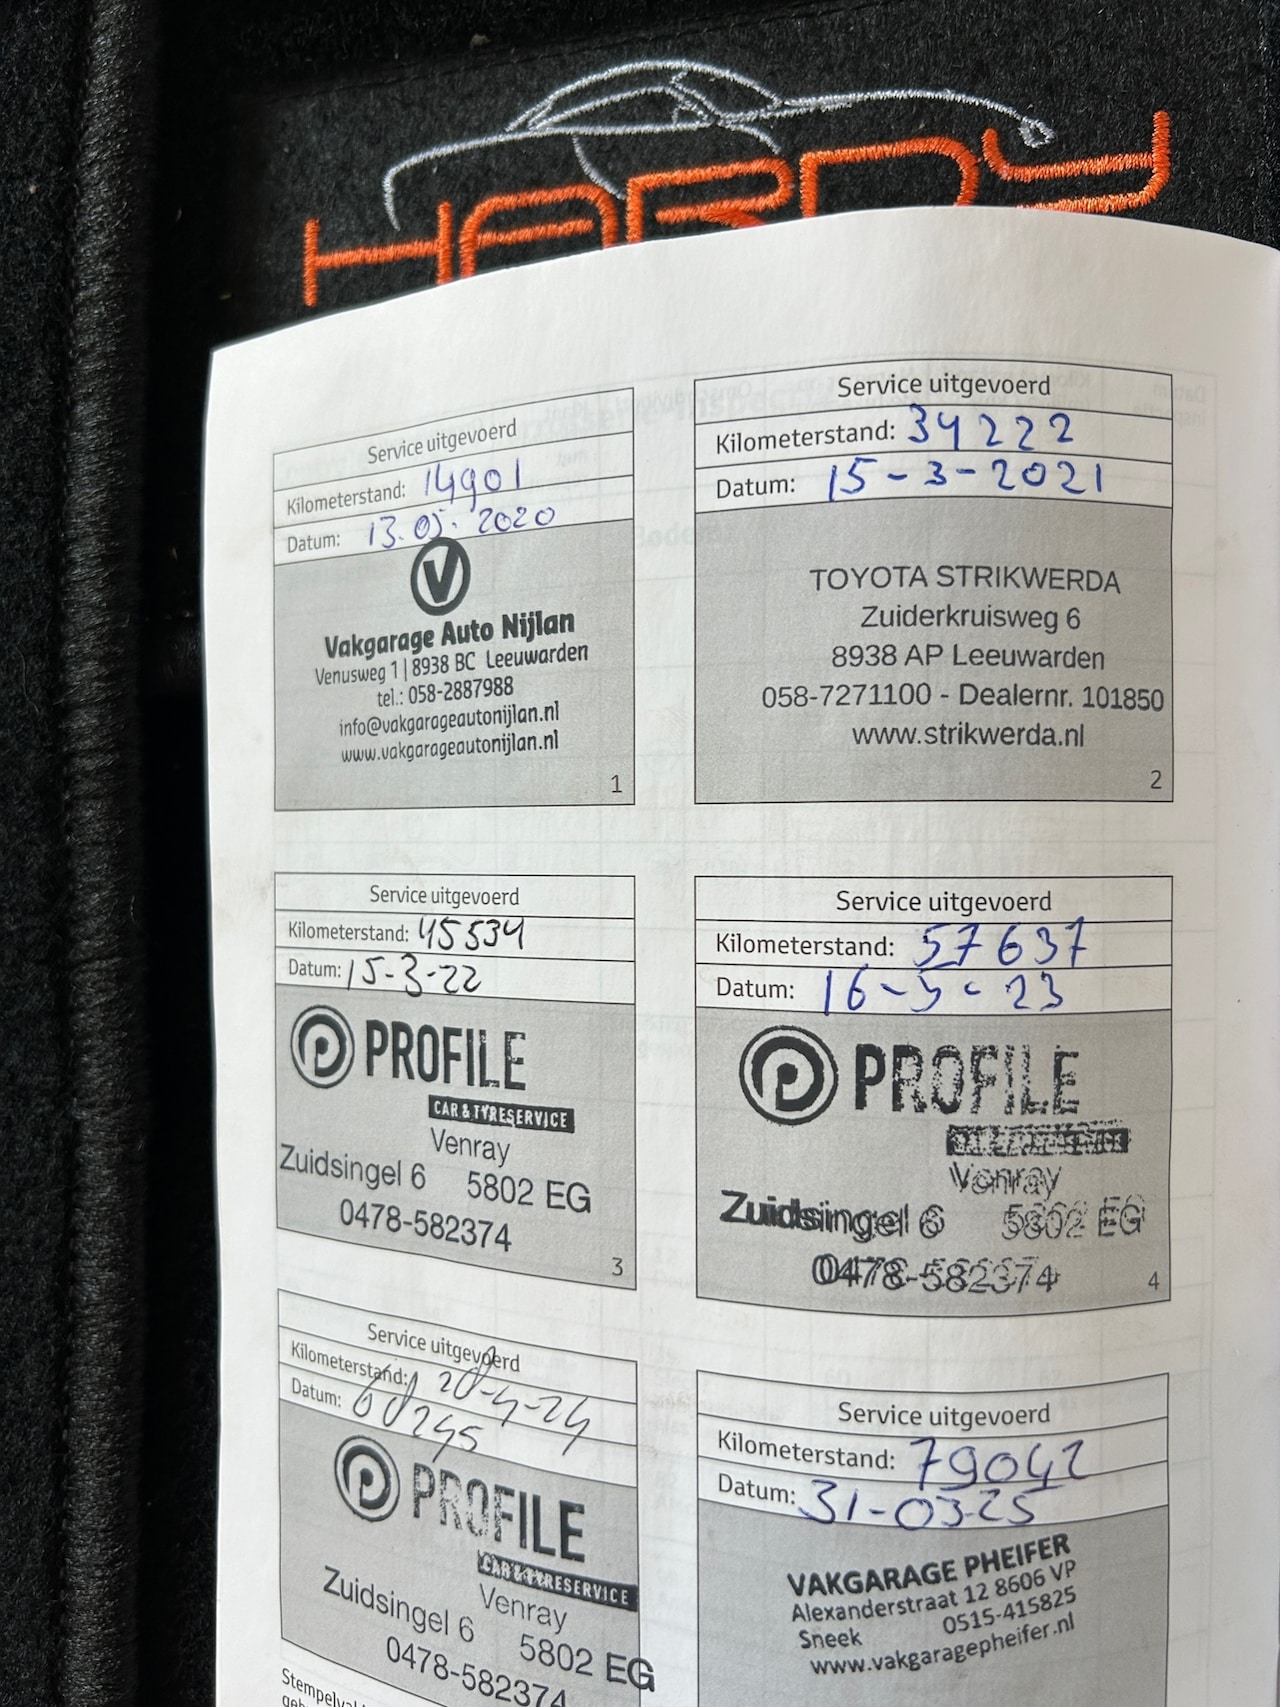 HARDY
Service uitgevoerd
Kilometerstand: 14901
Datum: 13.05.2020
V
Vakgarage Auto Nijlan
Venusweg 1 | 8938 BC Leeuwarden
tel.: 058-2887988
info@vakgarageautonijlan.nl
www.vakgarageautonijlan.nl
1
Service uitgevoerd
Kilometerstand: 34222
Datum: 15-3-2021
TOYOTA STRIKWERDA
Zuiderkruisweg 6
8938 AP Leeuwarden
058-7271100 - Dealernr. 101850
www.strikwerda.nl
2
Service uitgevoerd
Kilometerstand: 45534
Datum: 15-3-22
PROFILE
CAR & TYRESERVICE
Venray
Zuidsingel 6 5802 EG
0478-582374
3
Service uitgevoerd
Kilometerstand: 57637
Datum: 16-3-23
PROFILE
CAR & TYRESERVICE
Venray
Zuidsingel 6 5802 EG
0478-582374
4
Service uitgevoerd
Kilometerstand: 20-4-24
Datum: 60245
PROFILE
CAR & TYRESERVICE
Venray
Zuidsingel 6 5802 EG
0478-582374
Service uitgevoerd
Kilometerstand: 79042
Datum: 31-03-25
VAKGARAGE PHEIFER
Alexanderstraat 12 8606 VP
Sneek 0515-415825
www.vakgaragepheifer.nl